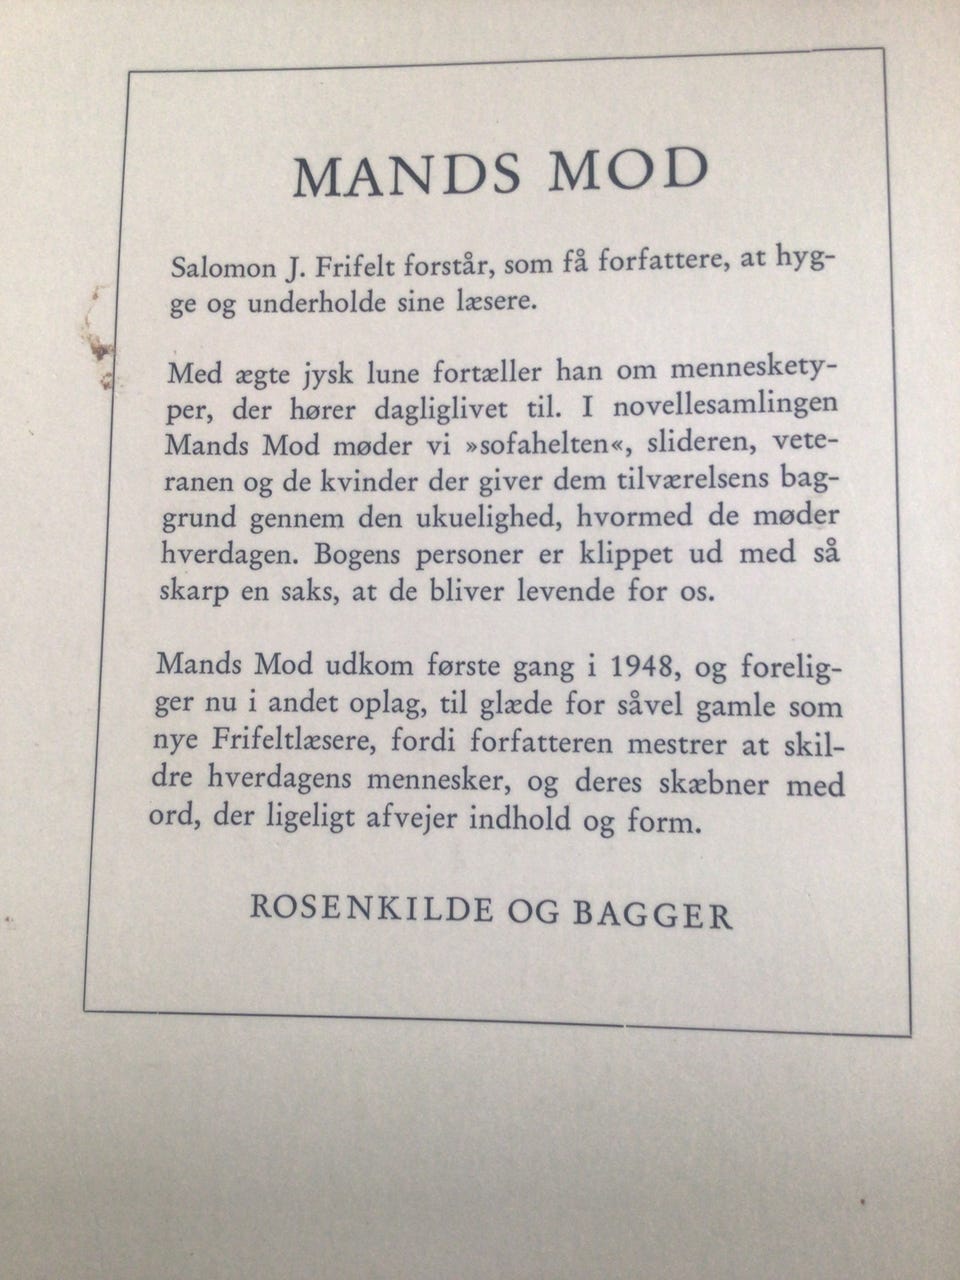 MANDS MOD
Salomon J. Frifelt forstår, som få forfattere, at hyg-
ge og underholde sine læsere.
Med ægte jysk lune fortæller han om menneskety-
per, der hører dagliglivet til. I novellesamlingen
Mands Mod møder vi »sofahelten«, slideren, vete-
ranen og de kvinder der giver dem tilværelsens bag-
grund gennem den ukuelighed, hvormed de møder
hverdagen. Bogens personer er klippet ud med så
skarp en saks, at de bliver levende for os.
Mands Mod udkom første gang i 1948, og forelig-
ger nu i andet oplag, til glæde for såvel gamle som
nye Frifeltlæsere, fordi forfatteren mestrer at skil-
dre hverdagens mennesker, og deres skæbner med
ord, der ligeligt afvejer indhold og form.
ROSENKILDE OG BAGGER